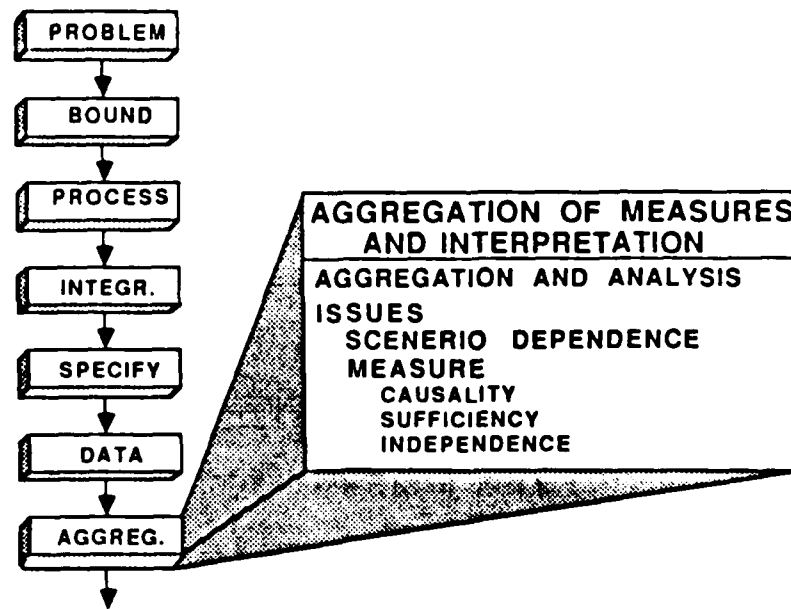 PROBLEM
BOUND
PROCESS
INTEGR.
SPECIFY
DATA
AGGREG.
AGGREGATION OF MEASURES
AND INTERPRETATION
AGGREGATION AND ANALYSIS
ISSUES
SCENERIO DEPENDENCE
MEASURE
CAUSALITY
SUFFICIENCY
INDEPENDENCE